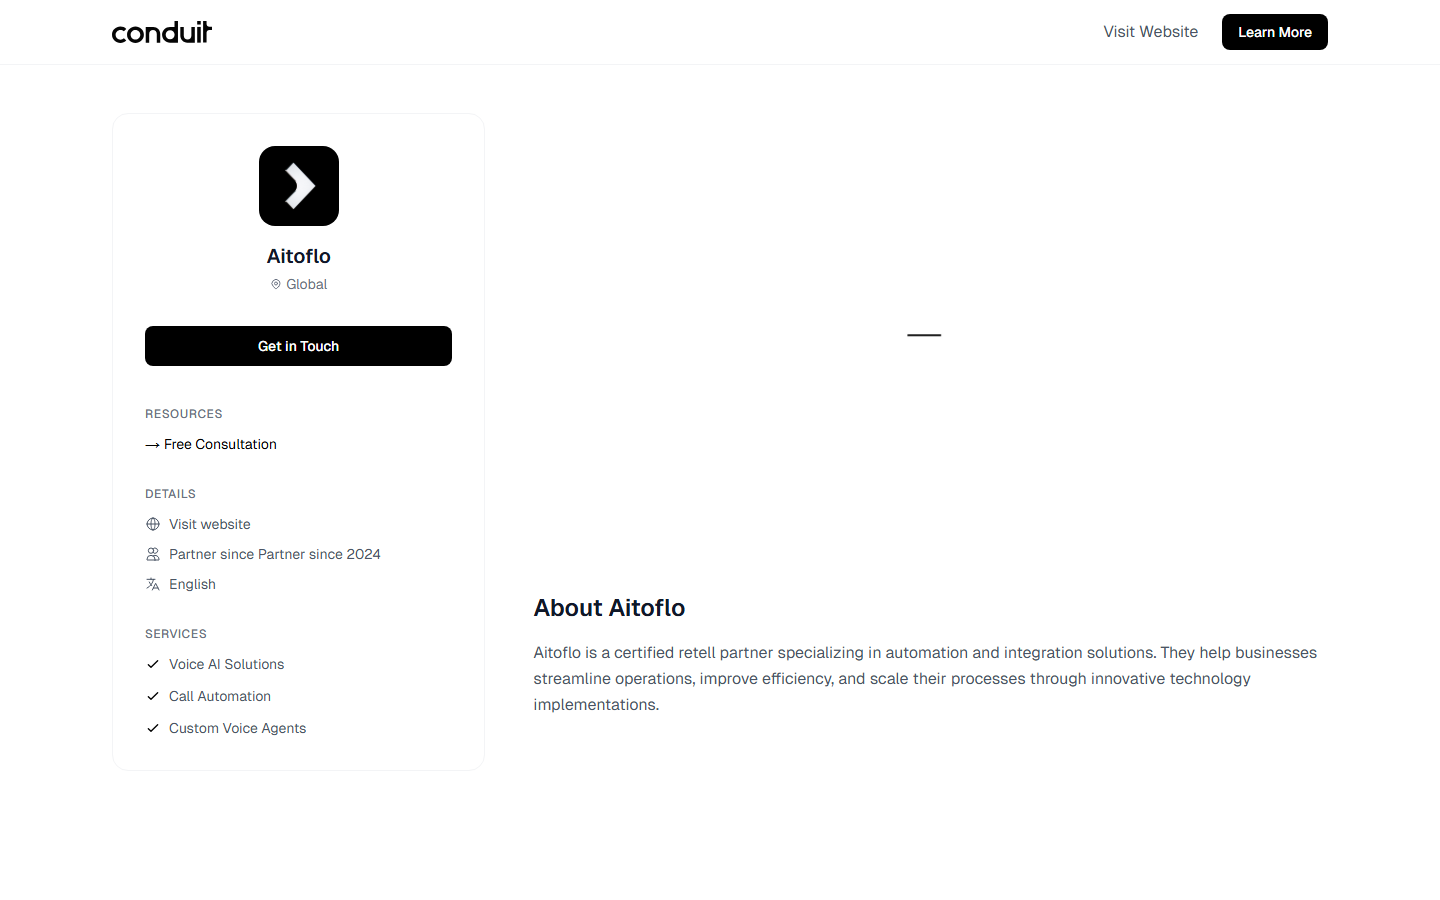 conduit
Visit Website
Learn More
Aitoflo
Global
Get in Touch
RESOURCES
→ Free Consultation
DETAILS
Visit website
Partner since Partner since 2024
English
SERVICES
Voice AI Solutions
Call Automation
Custom Voice Agents
About Aitoflo
Aitoflo is a certified retell partner specializing in automation and integration solutions. They help businesses
streamline operations, improve efficiency, and scale their processes through innovative technology
implementations.